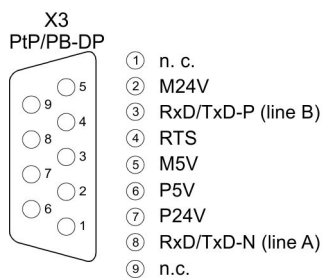 X3
PtP/PB-DP
5
9
4
8
3
7
2
6
1
1 n. c.
2 M24V
3 RxD/TxD-P (line B)
4 RTS
5 M5V
6 P5V
7 P24V
8 RxD/TxD-N (line A)
9 n.c.